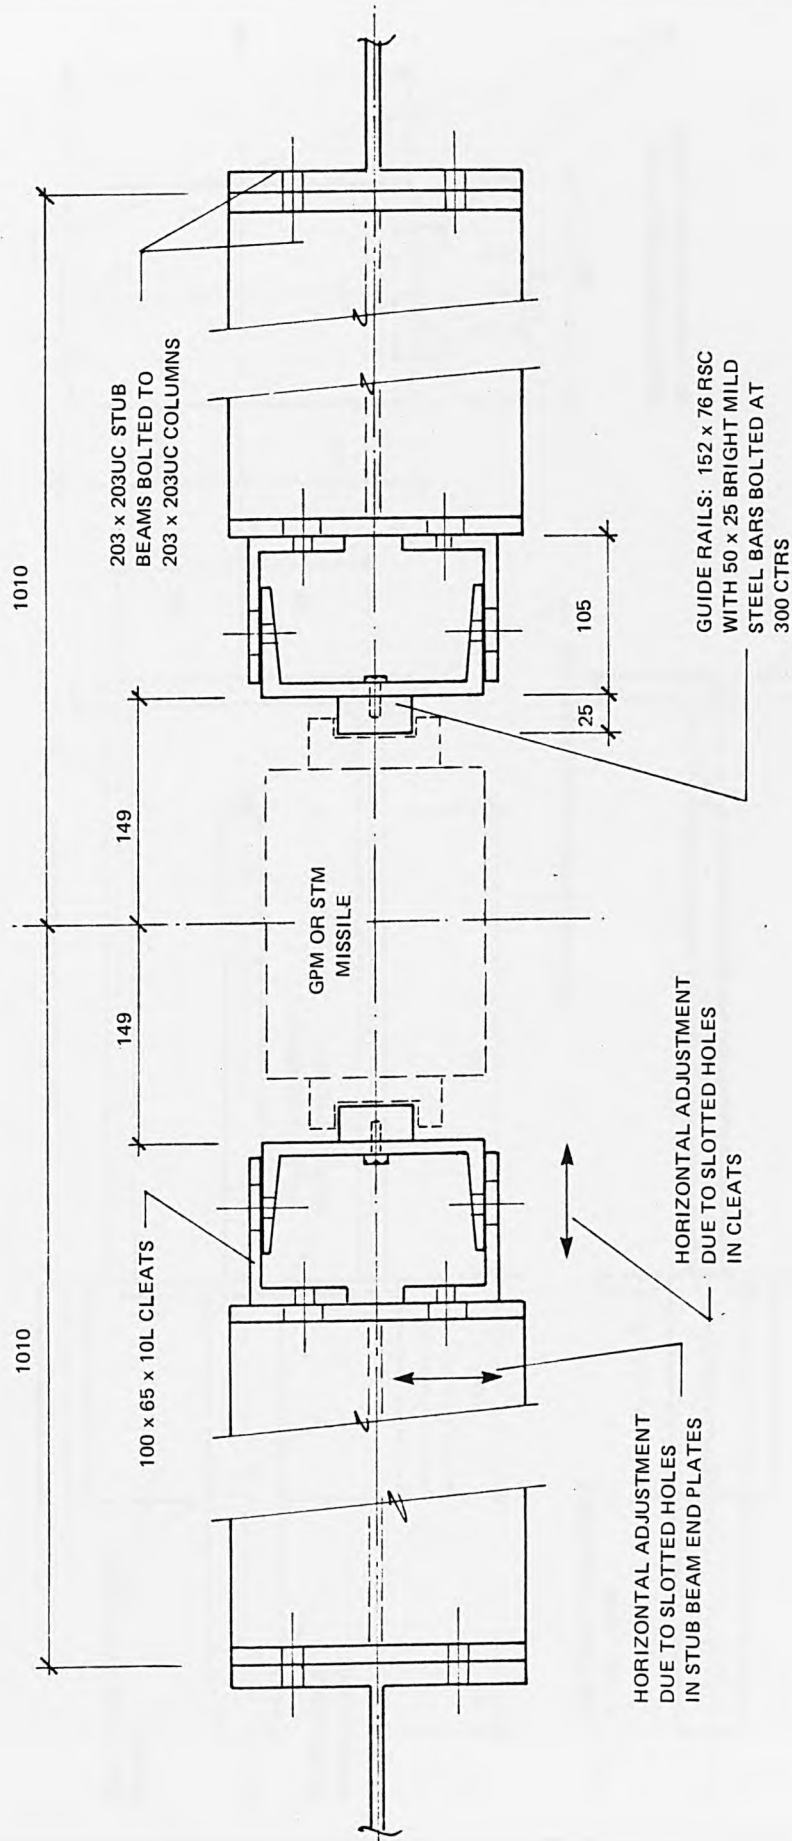 1010
1010
149
149
203 x 203UC STUB
BEAMS BOLTED TO
203 x 203UC COLUMNS
100 x 65 x 10L CLEATS
GPM OR STM
MISSILE
25
105
HORIZONTAL ADJUSTMENT
DUE TO SLOTTED HOLES
IN STUB BEAM END PLATES
HORIZONTAL ADJUSTMENT
DUE TO SLOTTED HOLES
IN CLEATS
GUIDE RAILS: 152 x 76 RSC
WITH 50 x 25 BRIGHT MILD
STEEL BARS BOLTED AT
300 CTRS